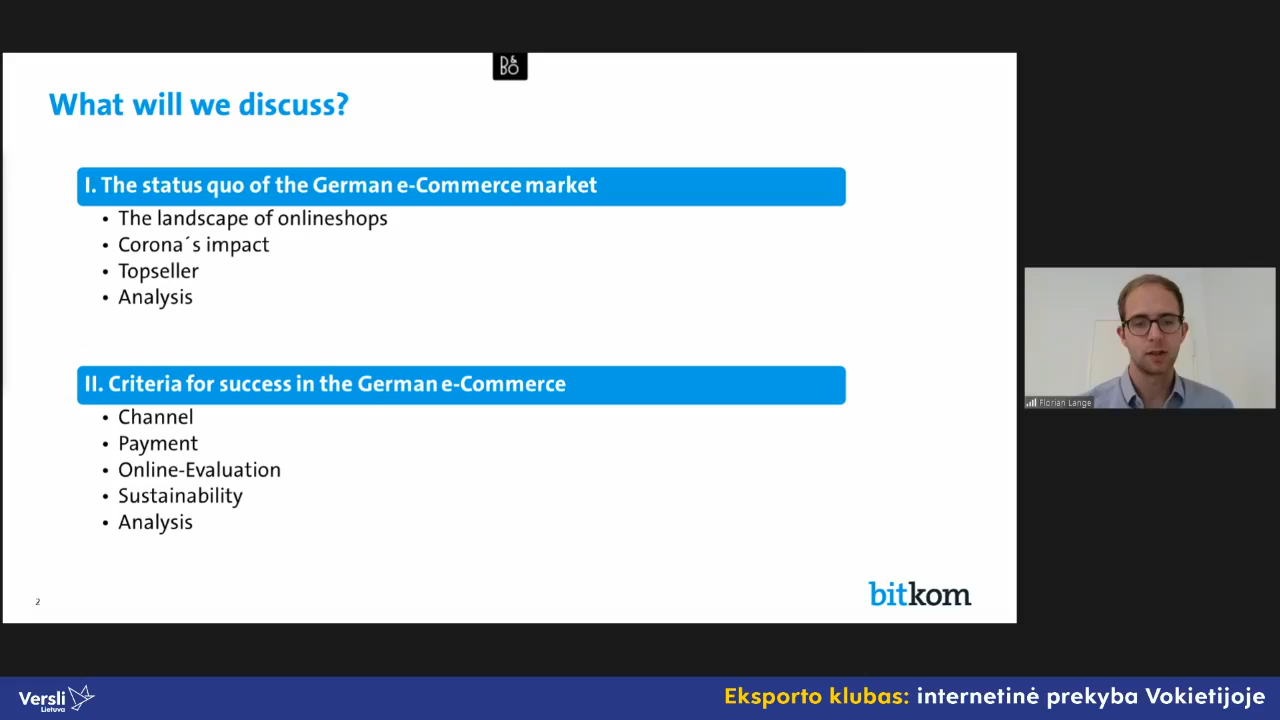 D&
BO
What will we discuss?
I. The status quo of the German e-Commerce market
• The landscape of onlineshops
• Corona´s impact
• Topseller
• Analysis
II. Criteria for success in the German e-Commerce
• Channel
• Payment
• Online-Evaluation
• Sustainability
• Analysis
2
bitkom
Florian Lange
Versli
Lietuva
Eksporto klubas: internetinė prekyba Vokietijoje